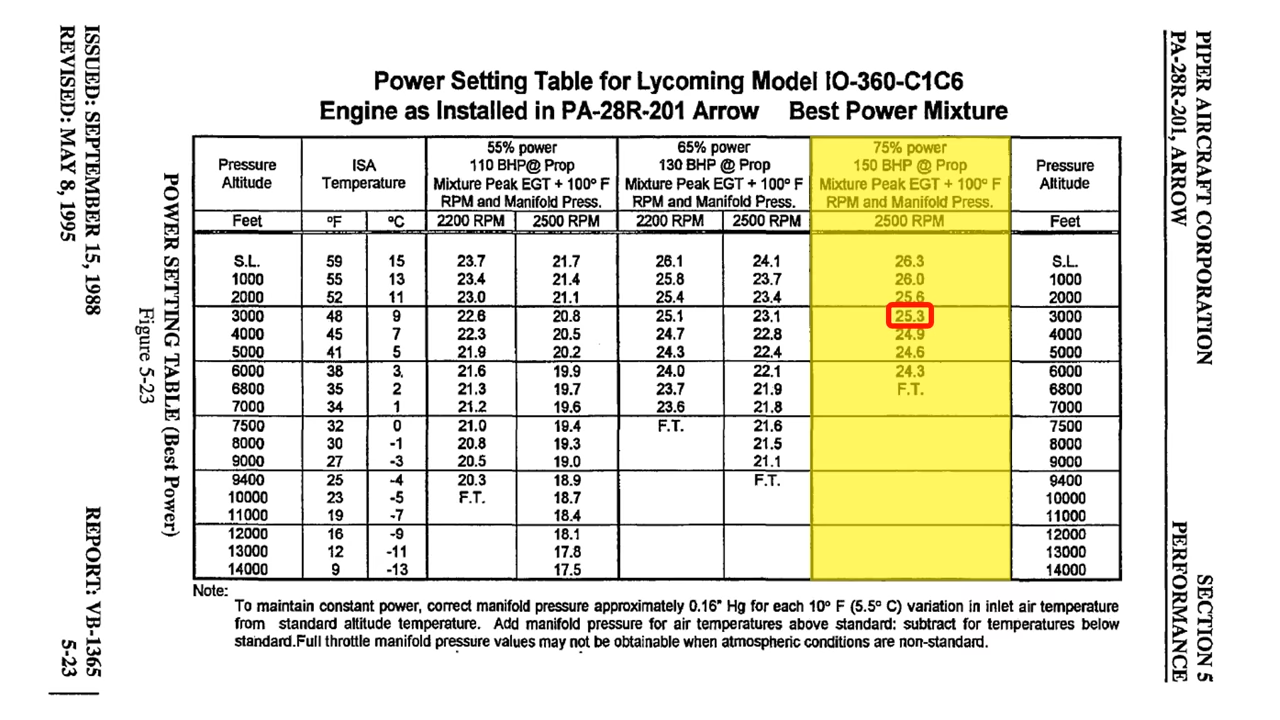 PIPER AIRCRAFT CORPORATION
PA-28R-201, ARROW
SECTION 5
PERFORMANCE
Power Setting Table for Lycoming Model IO-360-C1C6
Engine as Installed in PA-28R-201 Arrow Best Power Mixture
Pressure Altitude ISA Temperature 55% power 110 BHP@ Prop Mixture Peak EGT + 100º F RPM and Manifold Press. 65% power 130 BHP @ Prop Mixture Peak EGT + 100º F RPM and Manifold Press. 75% power 150 BHP @ Prop Mixture Peak EGT + 100º F RPM and Manifold Press. Pressure Altitude
Feet ºF ºC 2200 RPM 2500 RPM 2200 RPM 2500 RPM 2500 RPM Feet
S.L. 59 15 23.7 21.7 26.1 24.1 26.3 S.L.
1000 55 13 23.4 21.4 25.8 23.7 26.0 1000
2000 52 11 23.0 21.1 25.4 23.4 25.6 2000
3000 48 9 22.6 20.8 25.1 23.1 25.3 3000
4000 45 7 22.3 20.5 24.7 22.8 24.9 4000
5000 41 5 21.9 20.2 24.3 22.4 24.6 5000
6000 38 3, 21.6 19.9 24.0 22.1 24.3 6000
6800 35 2 21.3 19.7 23.7 21.9 F.T. 6800
7000 34 1 21.2 19.6 23.6 21.8 7000
7500 32 0 21.0 19.4 F.T. 21.6 7500
8000 30 -1 20.8 19.3 21.5 8000
9000 27 -3 20.5 19.0 21.1 9000
9400 25 -4 20.3 18.9 F.T. 9400
10000 23 -5 F.T. 18.7 10000
11000 19 -7 18.4 11000
12000 16 -9 18.1 12000
13000 12 -11 17.8 13000
14000 9 -13 17.5 14000
Note:
To maintain constant power, correct manifold pressure approximately 0.16" Hg for each 10º F (5.5º C) variation in inlet air temperature
from standard altitude temperature. Add manifold pressure for air temperatures above standard: subtract for temperatures below
standard.Full throttle manifold pressure values may not be obtainable when atmospheric conditions are non-standard.
POWER SETTING TABLE (Best Power)
Figure 5-23
ISSUED: SEPTEMBER 15, 1988
REVISED: MAY 8, 1995
REPORT: VB-1365
5-23